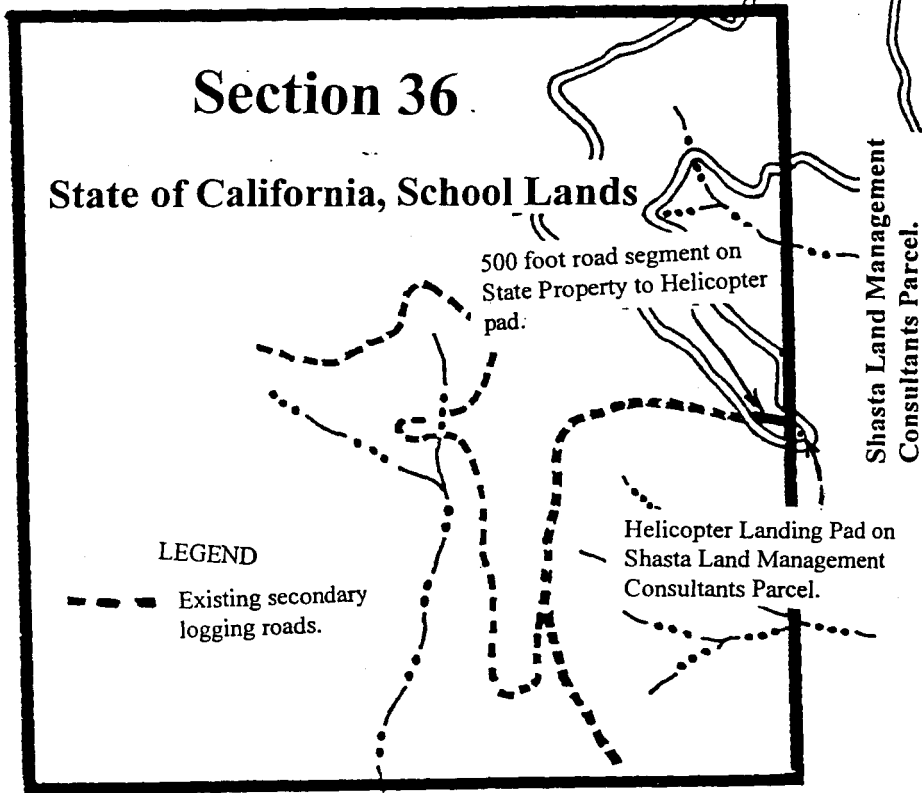 Section 36
State of California, School Lands
500 foot road segment on
State Property to Helicopter
pad.
Shasta Land Management
Consultants Parcel.
Helicopter Landing Pad on
Shasta Land Management
Consultants Parcel.
LEGEND
Existing secondary
logging roads.